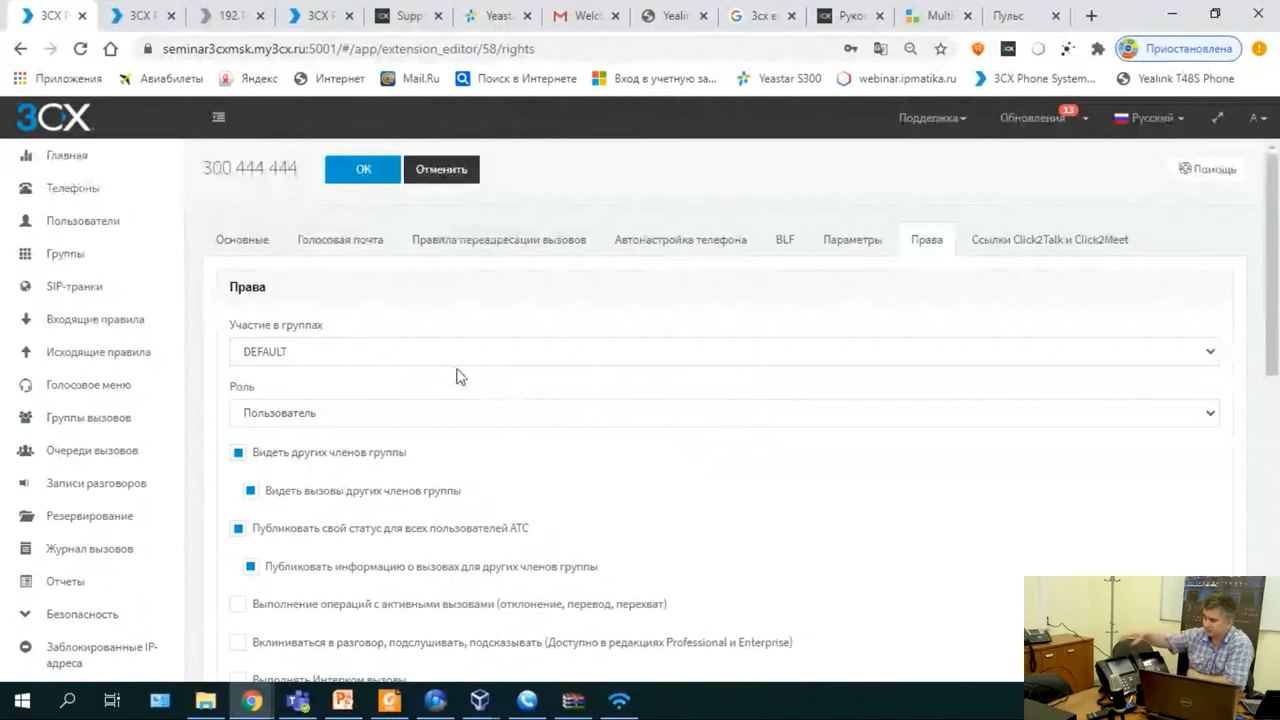 3CX P
3CX P
192.1
3CX P
Supp
Yeast
Welc
Yealin
3cx в
Руко
Multi
Пульс
seminar3cxmsk.my3cx.ru:5001/#/app/extension_editor/58/rights
Приостановлена
Приложения
Авиабилеты
Яндекс
Интернет
Mail.Ru
Поиск в Интернете
Вход в учетную за...
Yeastar S300
webinar.ipmatika.ru
3CX Phone System...
Yealink T48S Phone
3CX
Поддержка
Обновления
13
Русский
А
Главная
Телефоны
Пользователи
Группы
SIP-транки
Входящие правила
Исходящие правила
Голосовое меню
Группы вызовов
Очереди вызовов
Записи разговоров
Резервирование
Журнал вызовов
Отчеты
Безопасность
Заблокированные IP-
адреса
300 444 444
OK
Отменить
Помощь
Основные
Голосовая почта
Правила переадресации вызовов
Автонастройка телефона
BLF
Параметры
Права
Ссылки Click2Talk и Click2Meet
Права
Участие в группах
DEFAULT
Роль
Пользователь
Видеть других членов группы
Видеть вызовы других членов группы
Публиковать свой статус для всех пользователей АТС
Публиковать информацию о вызовах для других членов группы
Выполнение операций с активными вызовами (отклонение, перевод, перехват)
Вклиниваться в разговор, подслушивать, подсказывать (Доступно в редакциях Professional и Enterprise)
Выполнять Интерком вызовы